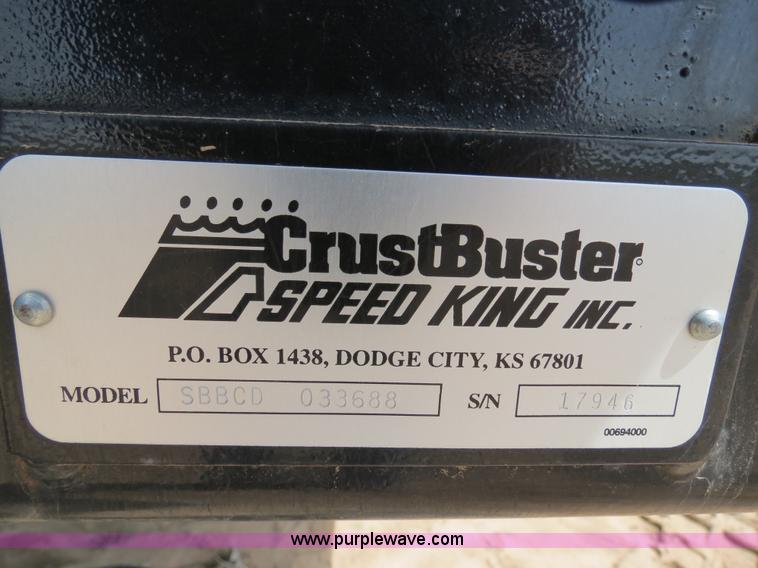 CrustBuster
SPEED KING INC.
P.O. BOX 1438, DODGE CITY, KS 67801
MODEL SBBCD 033688 S/N 17946
00694000
www.purplewave.com